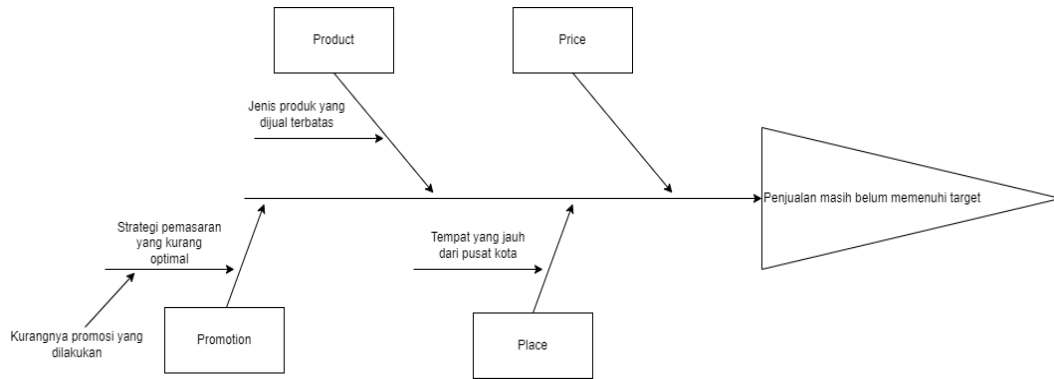 Product
Price
Jenis produk yang
dijual terbatas
Penjualan masih belum memenuhi target
Strategi pemasaran
yang kurang
optimal
Tempat yang jauh
dari pusat kota
Kurangnya promosi yang
dilakukan
Promotion
Place